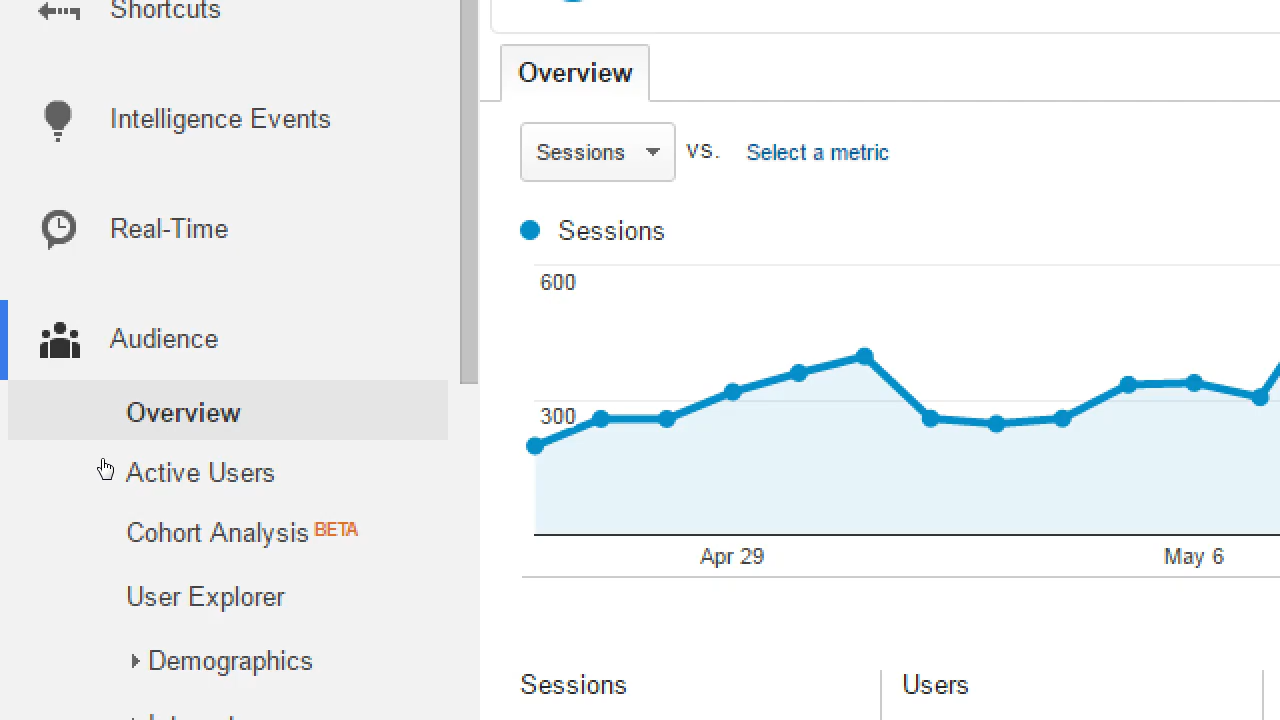 Shortcuts
Intelligence Events
Real-Time
Audience
Overview
Active Users
Cohort Analysis BETA
User Explorer
Demographics
Overview
Sessions vs. Select a metric
Sessions
600
300
Apr 29 May 6
Sessions Users